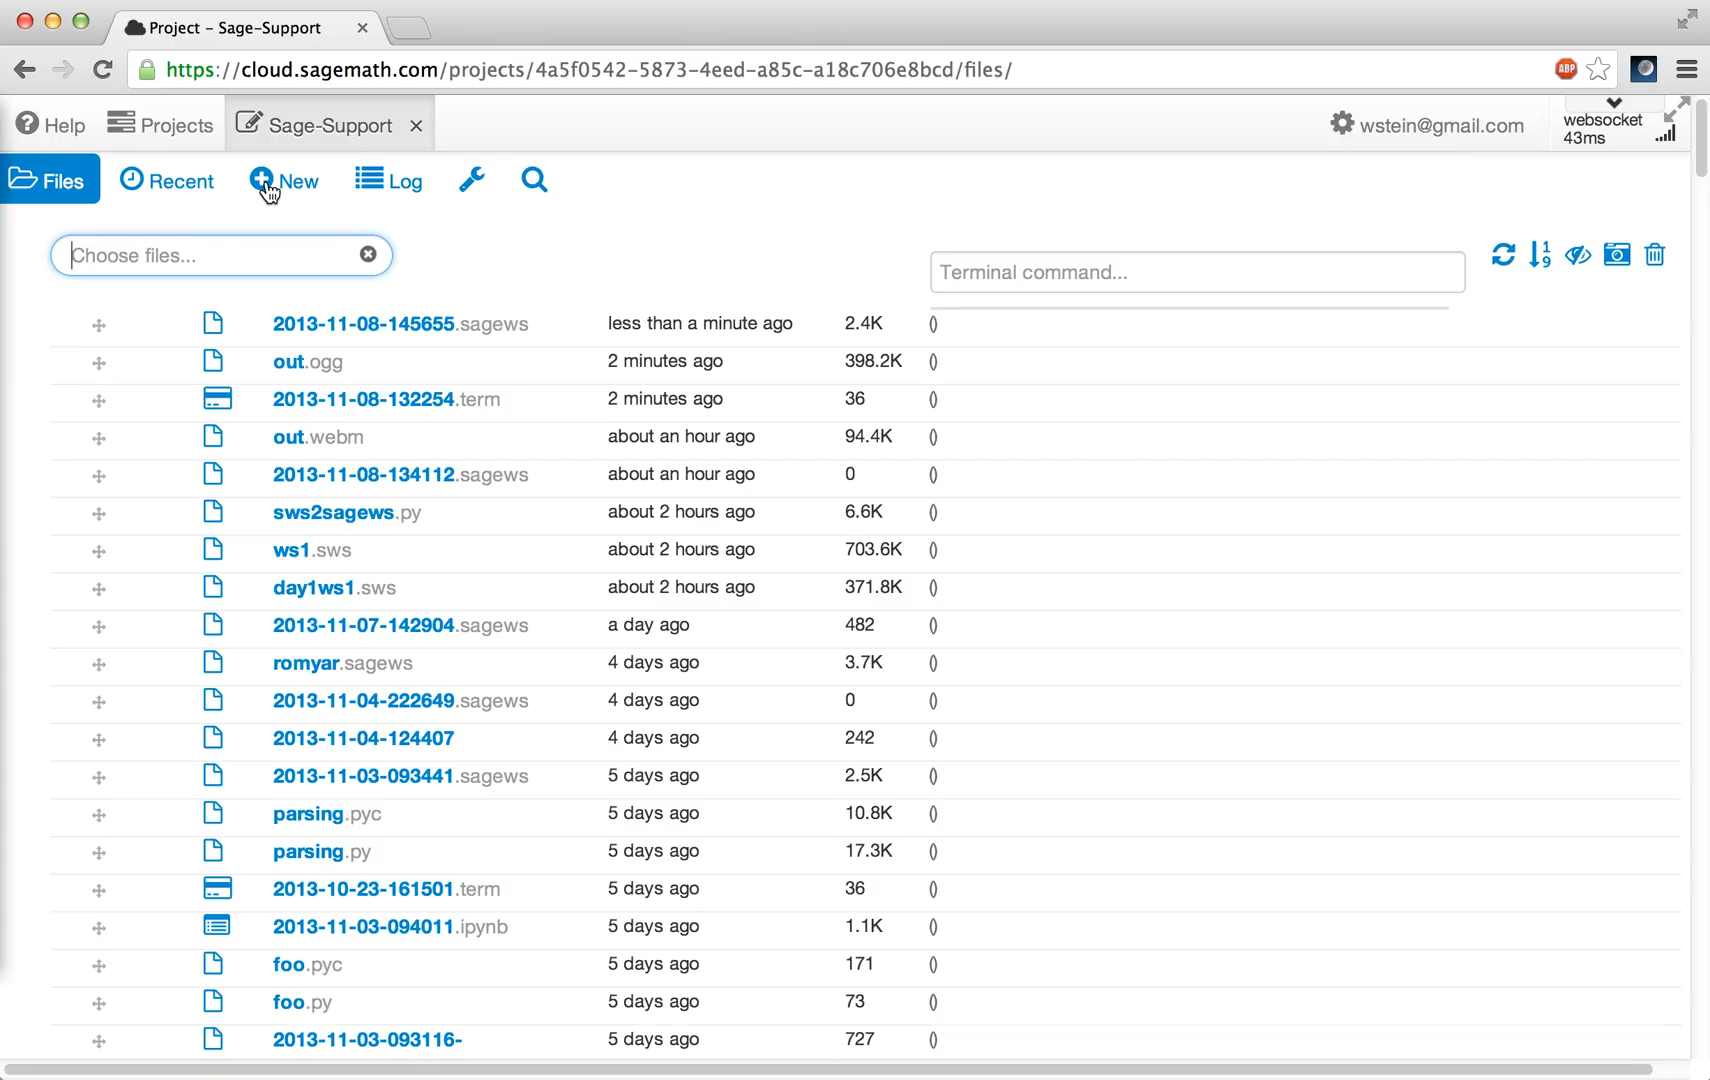 Project – Sage-Support
https://cloud.sagemath.com/projects/4a5f0542-5873-4eed-a85c-a18c706e8bcd/files/
ABP
Help Projects Sage-Support wstein@gmail.com websocket
43ms
Files Recent New Log
Choose files...
Terminal command...
2013-11-08-145655.sagews less than a minute ago 2.4K ()
out.ogg 2 minutes ago 398.2K ()
2013-11-08-132254.term 2 minutes ago 36 ()
out.webm about an hour ago 94.4K ()
2013-11-08-134112.sagews about an hour ago 0 ()
sws2sagews.py about 2 hours ago 6.6K ()
ws1.sws about 2 hours ago 703.6K ()
day1ws1.sws about 2 hours ago 371.8K ()
2013-11-07-142904.sagews a day ago 482 ()
romyar.sagews 4 days ago 3.7K ()
2013-11-04-222649.sagews 4 days ago 0 ()
2013-11-04-124407 4 days ago 242 ()
2013-11-03-093441.sagews 5 days ago 2.5K ()
parsing.pyc 5 days ago 10.8K ()
parsing.py 5 days ago 17.3K ()
2013-10-23-161501.term 5 days ago 36 ()
2013-11-03-094011.ipynb 5 days ago 1.1K ()
foo.pyc 5 days ago 171 ()
foo.py 5 days ago 73 ()
2013-11-03-093116- 5 days ago 727 ()